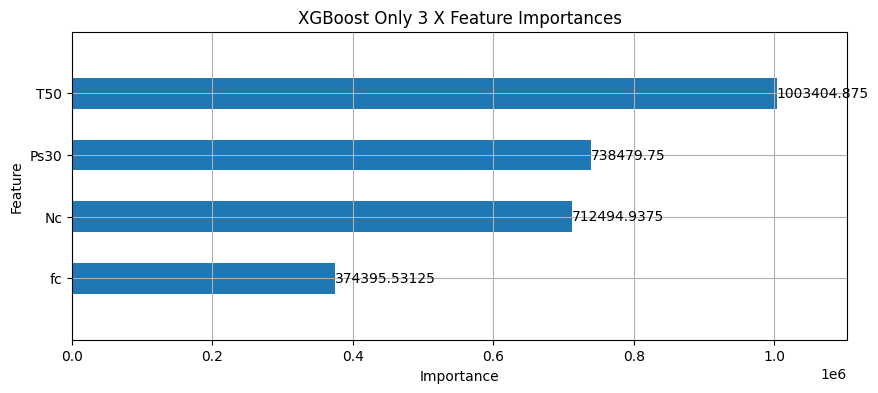 XGBoost Only 3 X Feature Importances
T50
1003404.875
Ps30
738479.75
Feature
Nc
712494.9375
fc
374395.53125
0.0 0.2 0.4 0.6 0.8 1.0
Importance
1e6